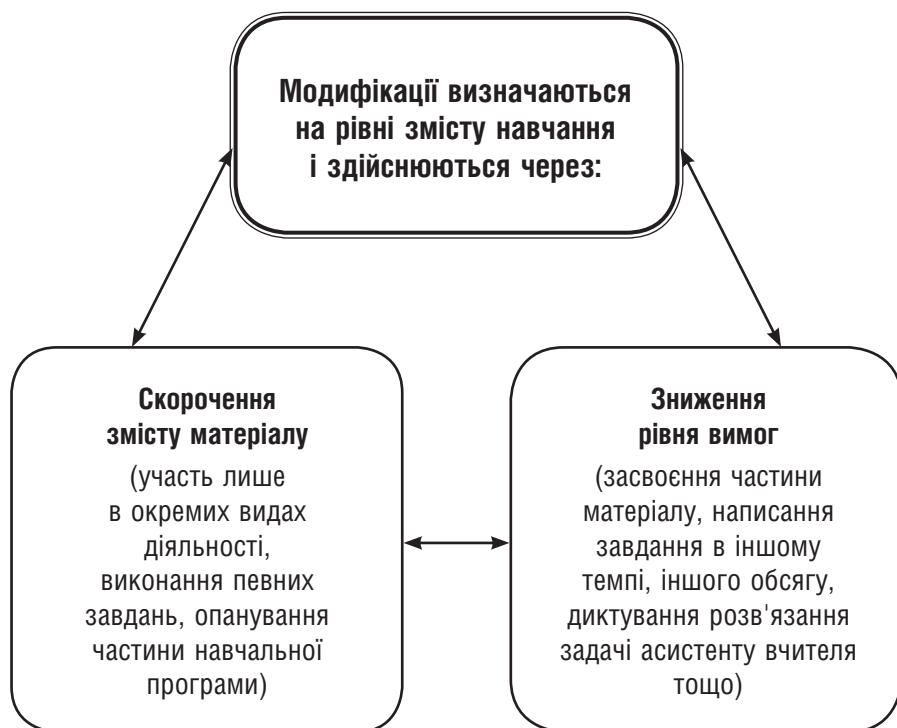 Модифікації визначаються
на рівні змісту навчання
і здійснюються через:
Скорочення
змісту матеріалу
(участь лише
в окремих видах
діяльності,
виконання певних
завдань, опанування
частини навчальної
програми)
Зниження
рівня вимог
(засвоєння частини
матеріалу, написання
завдання в іншому
темпі, іншого обсягу,
диктування розв'язання
задачі асистенту вчителя
тощо)